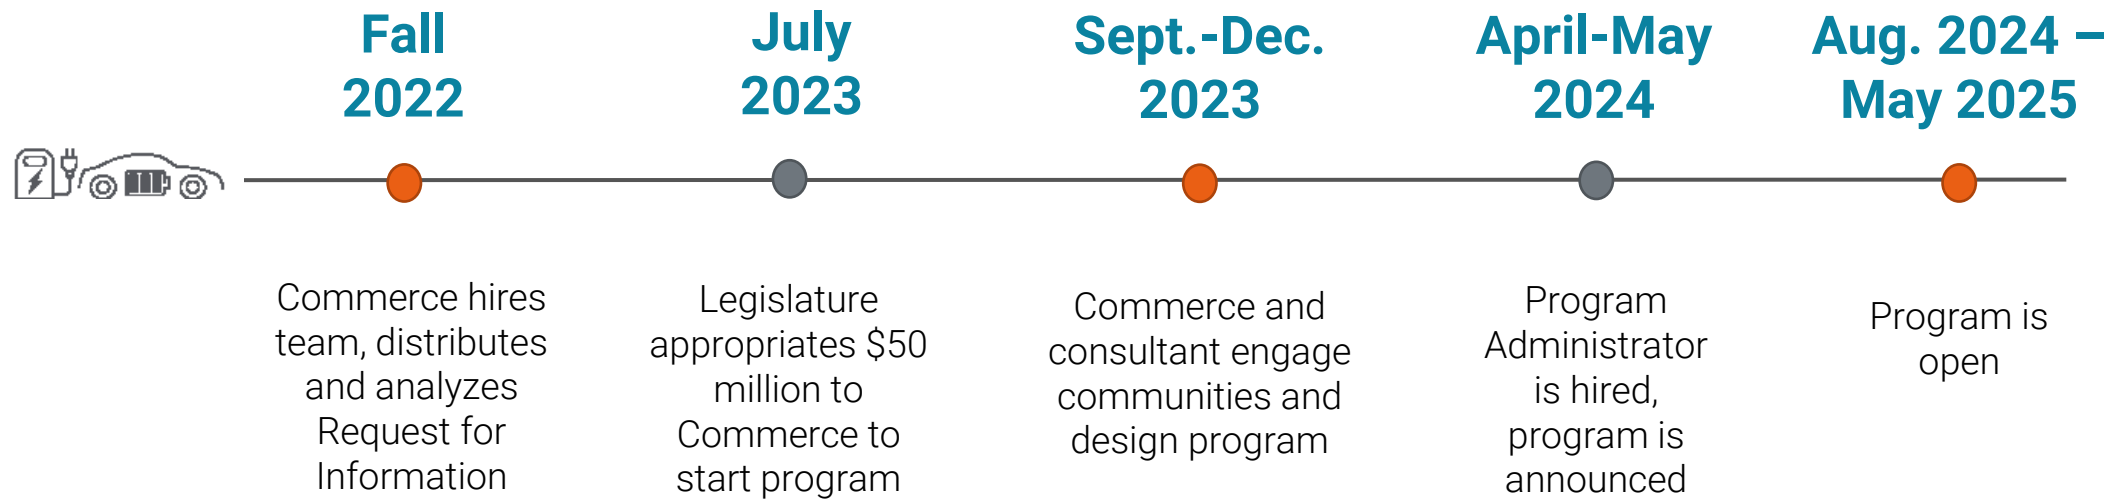 Fall
2022
July
2023
Sept.-Dec.
2023
April-May
2024
Aug. 2024 –
May 2025
Commerce hires
team, distributes
and analyzes
Request for
Information
Legislature
appropriates $50
million to
Commerce to
start program
Commerce and
consultant engage
communities and
design program
Program
Administrator
is hired,
program is
announced
Program is
open